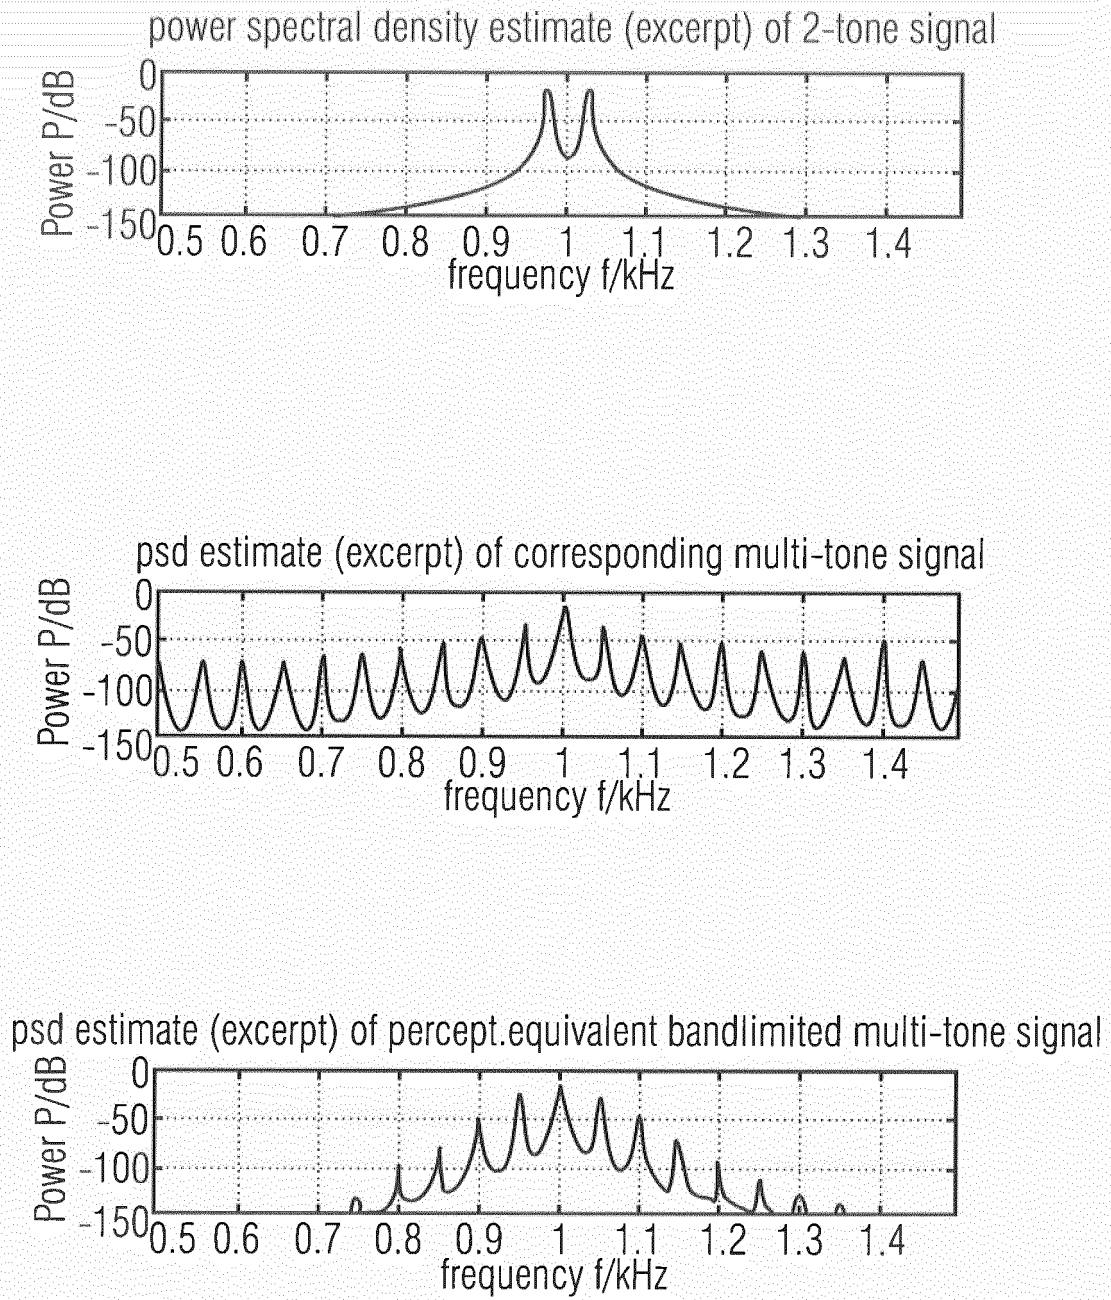 power spectral density estimate (excerpt) of 2-tone signal
Power P/dB
0
-50
-100
-150
0.5 0.6 0.7 0.8 0.9 1 1.1 1.2 1.3 1.4
frequency f/kHz
psd estimate (excerpt) of corresponding multi-tone signal
Power P/dB
0
-50
-100
-150
0.5 0.6 0.7 0.8 0.9 1 1.1 1.2 1.3 1.4
frequency f/kHz
psd estimate (excerpt) of percept.equivalent bandlimited multi-tone signal
Power P/dB
0
-50
-100
-150
0.5 0.6 0.7 0.8 0.9 1 1.1 1.2 1.3 1.4
frequency f/kHz